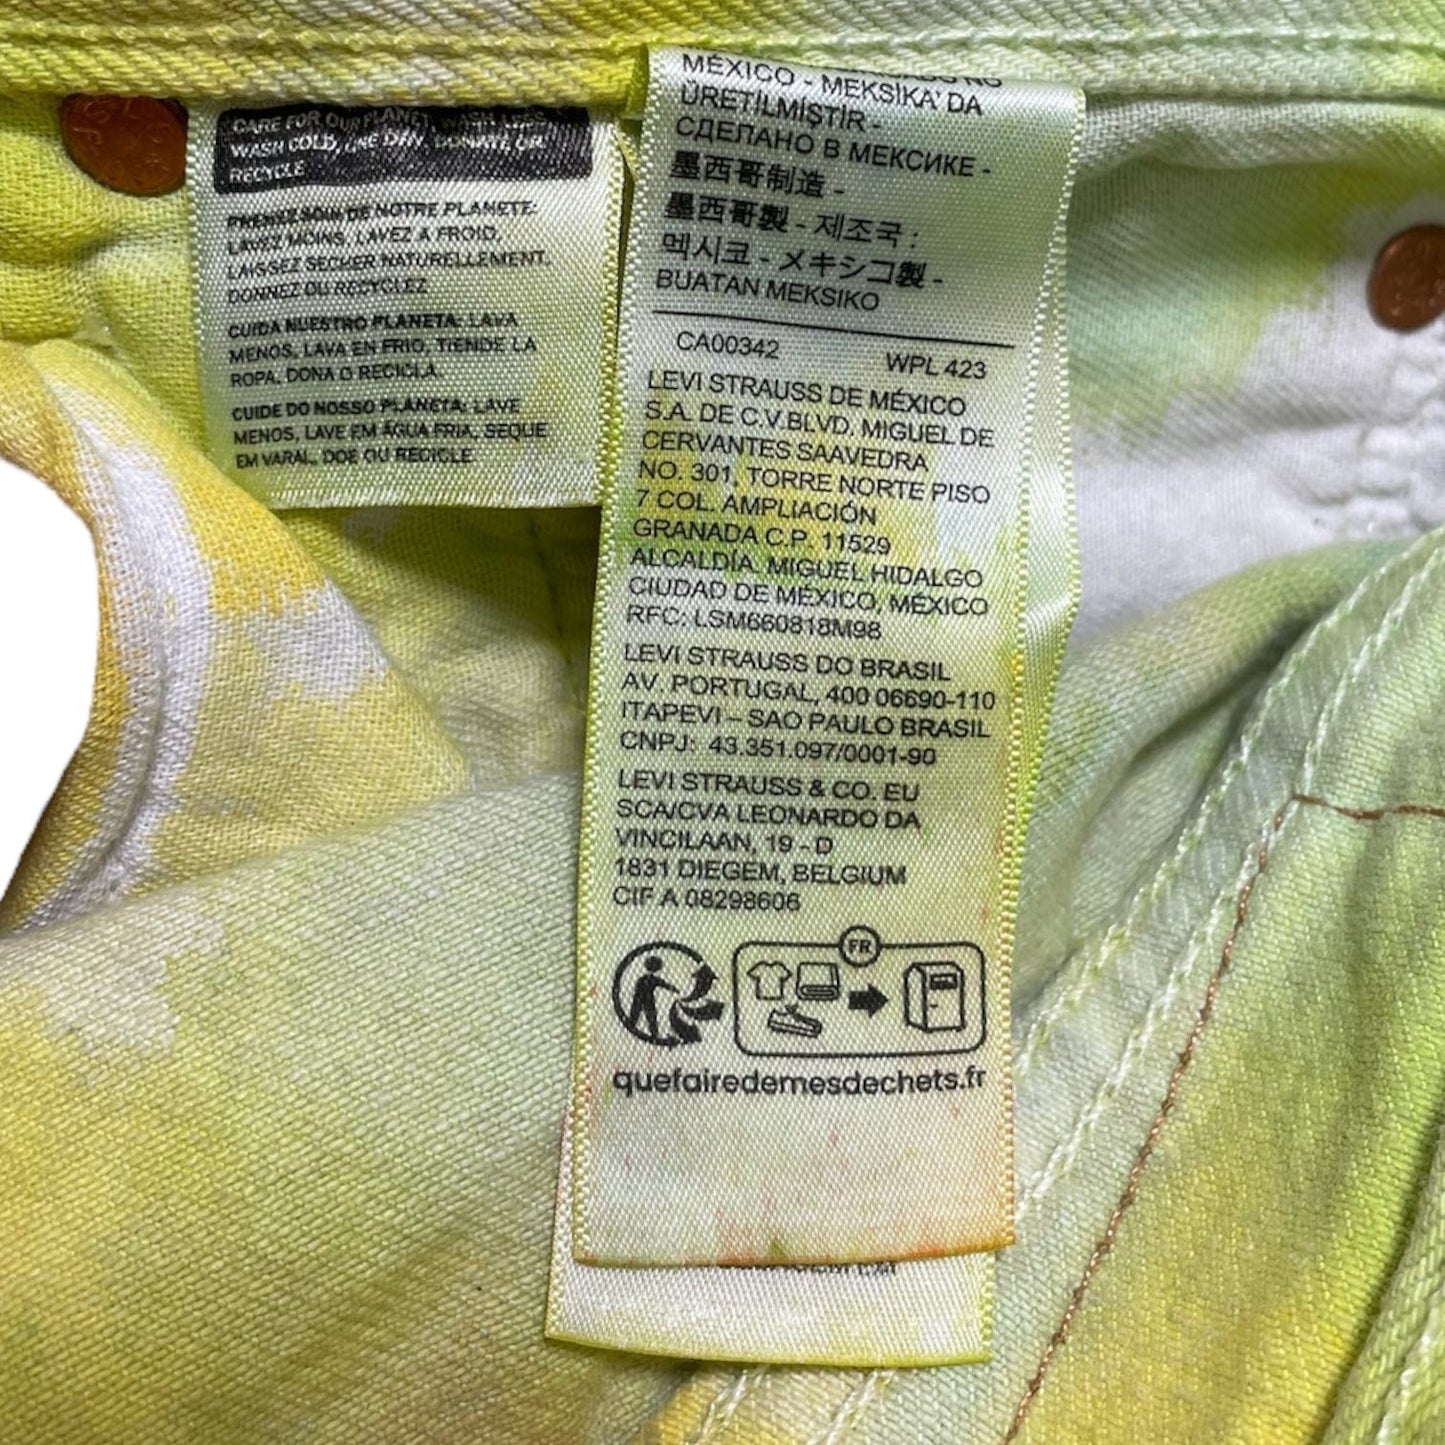 CARE FOR OUR PLANET: WASH LESS,
WASH COLD, LINE DRY, DONATE OR
RECYCLE
PRENEZ SOIN DE NOTRE PLANETE:
LAVEZ MOINS, LAVEZ A FROID,
LAISSEZ SECHER NATURELLEMENT.
DONNEZ OU RECYCLEZ
CUIDA NUESTRO PLANETA: LAVA
MENOS, LAVA EN FRIO, TIENDE LA
ROPA, DONA O RECICLA.
CUIDE DO NOSSO PLANETA: LAVE
MENOS, LAVE EM ÁGUA FRIA, SEQUE
EM VARAL, DOE OU RECICLE.
MÉXICO - MEKSİKA' DA
ÜRETİLMİŞTİR -
СДЕЛАНО В МЕКСИКЕ -
墨西哥制造 -
墨西哥製 - 제조국 :
멕시코 - メキシコ製 -
BUATAN MEKSIKO
CA00342 WPL 423
LEVI STRAUSS DE MÉXICO
S.A. DE C.V.BLVD. MIGUEL DE
CERVANTES SAAVEDRA
NO. 301, TORRE NORTE PISO
7 COL. AMPLIACIÓN
GRANADA C.P. 11529
ALCALDÍA. MIGUEL HIDALGO
CIUDAD DE MÉXICO, MÉXICO
RFC: LSM660818M98
LEVI STRAUSS DO BRASIL
AV. PORTUGAL, 400 06690-110
ITAPEVI – SAO PAULO BRASIL
CNPJ: 43.351.097/0001-90
LEVI STRAUSS & CO. EU
SCA/CVA LEONARDO DA
VINCILAAN, 19 - D
1831 DIEGEM, BELGIUM
CIF A 08298606
FR
quefairedemesdechets.fr